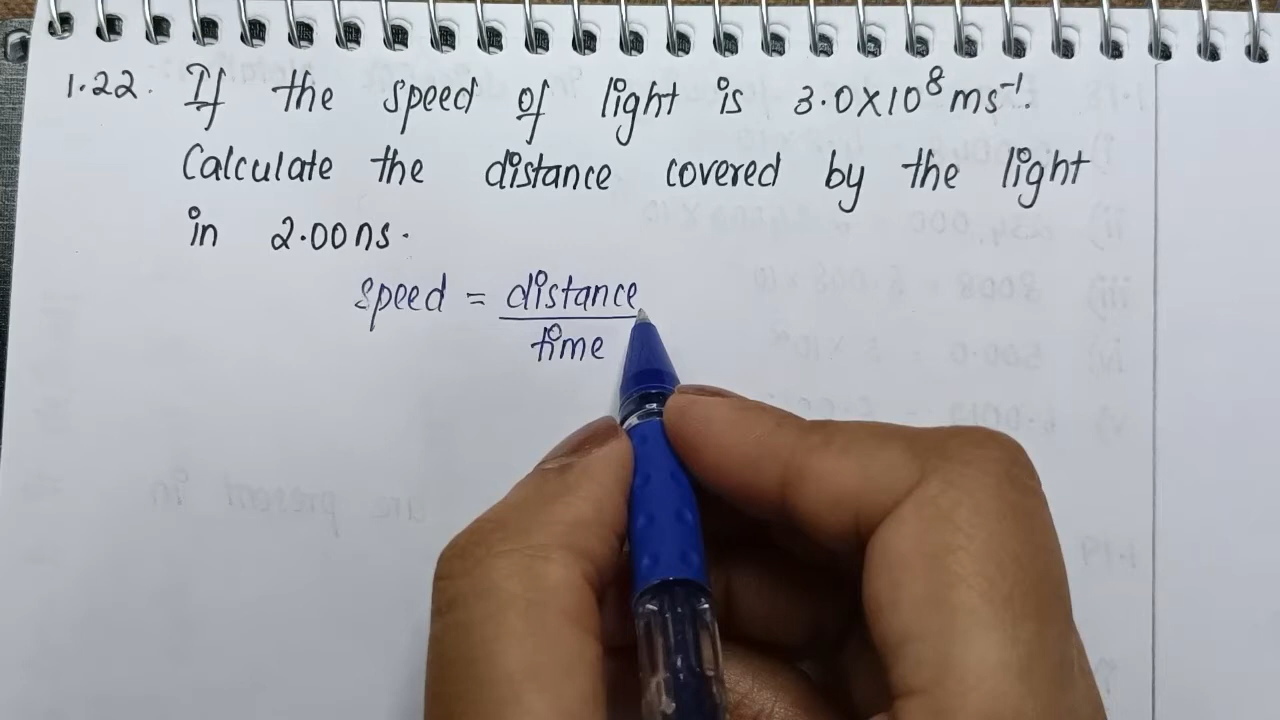 1.22. If the speed of light is 3.0×10⁸ ms⁻¹.
Calculate the distance covered by the light
in 2.00ns.
speed = distance
time